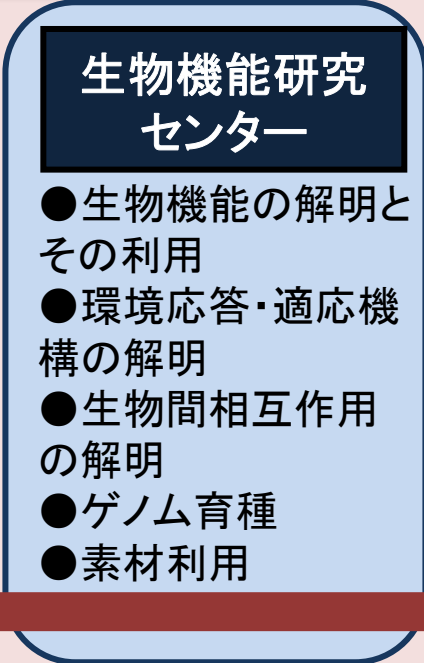 生物機能研究
センター
●生物機能の解明と
その利用
●環境応答・適応機
構の解明
●生物間相互作用
の解明
●ゲノム育種
●素材利用